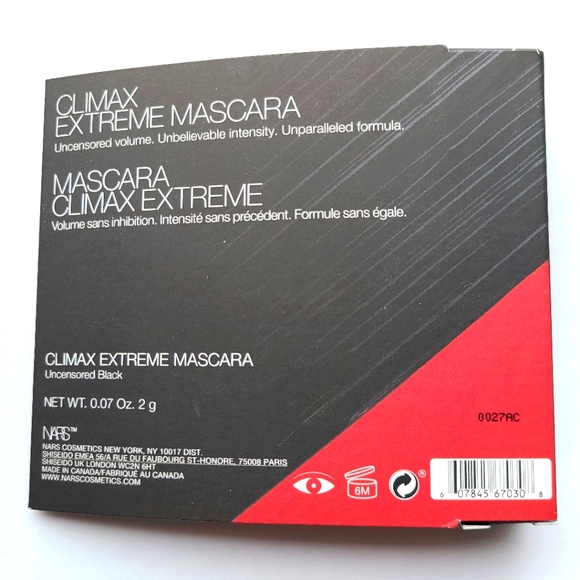 CLIMAX
EXTREME MASCARA
Uncensored volume. Unbelievable intensity. Unparalleled formula.
MASCARA
CLIMAX EXTREME
Volume sans inhibition. Intensité sans précédent. Formule sans égale.
CLIMAX EXTREME MASCARA
Uncensored Black
NET WT. 0.07 Oz. 2 g
0027AC
NARS™
NARS COSMETICS NEW YORK, NY 10017 DIST.
SHISEIDO EMEA 56/A RUE DU FAUBOURG ST-HONORE, 75008 PARIS
SHISEIDO UK LONDON WC2N 6HT
MADE IN CANADA/FABRIQUÉ AU CANADA
WWW.NARSCOSMETICS.COM
6M
6 07845 67030 8